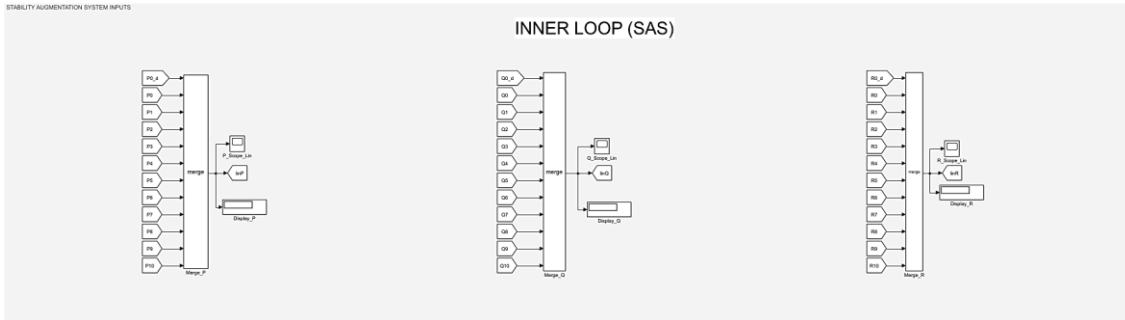 STABILITY AUGMENTATION SYSTEM INPUTS
INNER LOOP (SAS)
P0_d
P0
P1
P2
P3
P4
P5
P6
P7
P8
P9
P10
merge
Merge_P
P_Scope_Lin
InP
Display_P
Q0_d
Q0
Q1
Q2
Q3
Q4
Q5
Q6
Q7
Q8
Q9
Q10
merge
Merge_Q
Q_Scope_Lin
InQ
Display_Q
R0_d
R0
R1
R2
R3
R4
R5
R6
R7
R8
R9
R10
merge
Merge_R
R_Scope_Lin
InR
Display_R